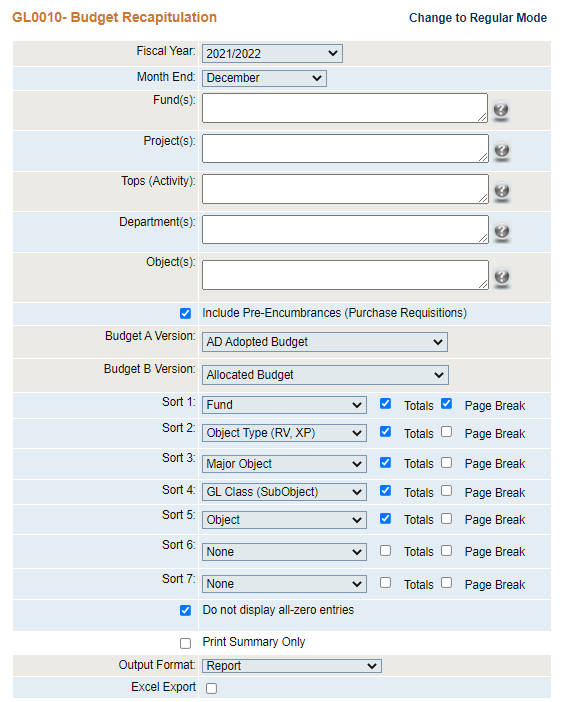 GL0010- Budget Recapitulation Change to Regular Mode
Fiscal Year: 2021/2022
Month End: December
Fund(s):
Project(s):
Tops (Activity):
Department(s):
Object(s):
Include Pre-Encumbrances (Purchase Requisitions)
Budget A Version: AD Adopted Budget
Budget B Version: Allocated Budget
Sort 1: Fund Totals Page Break
Sort 2: Object Type (RV, XP) Totals Page Break
Sort 3: Major Object Totals Page Break
Sort 4: GL Class (SubObject) Totals Page Break
Sort 5: Object Totals Page Break
Sort 6: None Totals Page Break
Sort 7: None Totals Page Break
Do not display all-zero entries
Print Summary Only
Output Format: Report
Excel Export